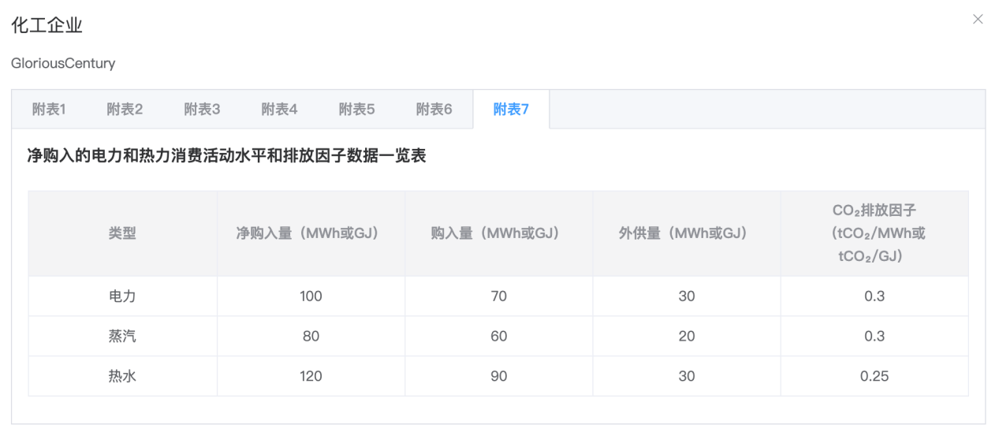 化工企业
GloriousCentury
附表1 附表2 附表3 附表4 附表5 附表6 附表7
净购入的电力和热力消费活动水平和排放因子数据一览表
类型 净购入量（MWh或GJ） 购入量（MWh或GJ） 外供量（MWh或GJ） CO₂排放因子
（tCO₂/MWh或
tCO₂/GJ）
电力 100 70 30 0.3
蒸汽 80 60 20 0.3
热水 120 90 30 0.25